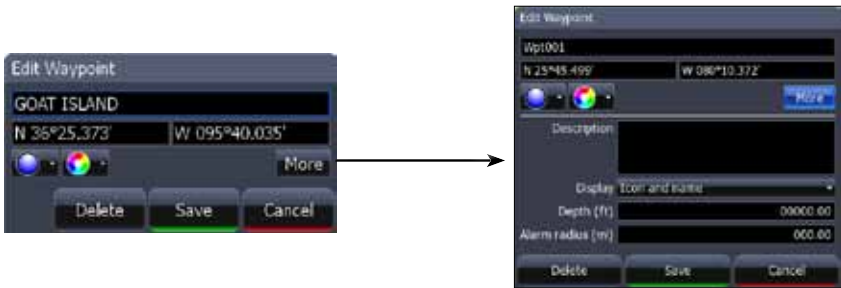 Edit Waypoint
GOAT ISLAND
N 36°25.373' W 095°40.035'
More
Delete Save Cancel
Edit Waypoint
Wpt001
N 25°45.499' W 080°10.372'
More
Description
Display Icon and name
Depth (ft) 00000.00
Alarm radius (mi) 000.00
Delete Save Cancel